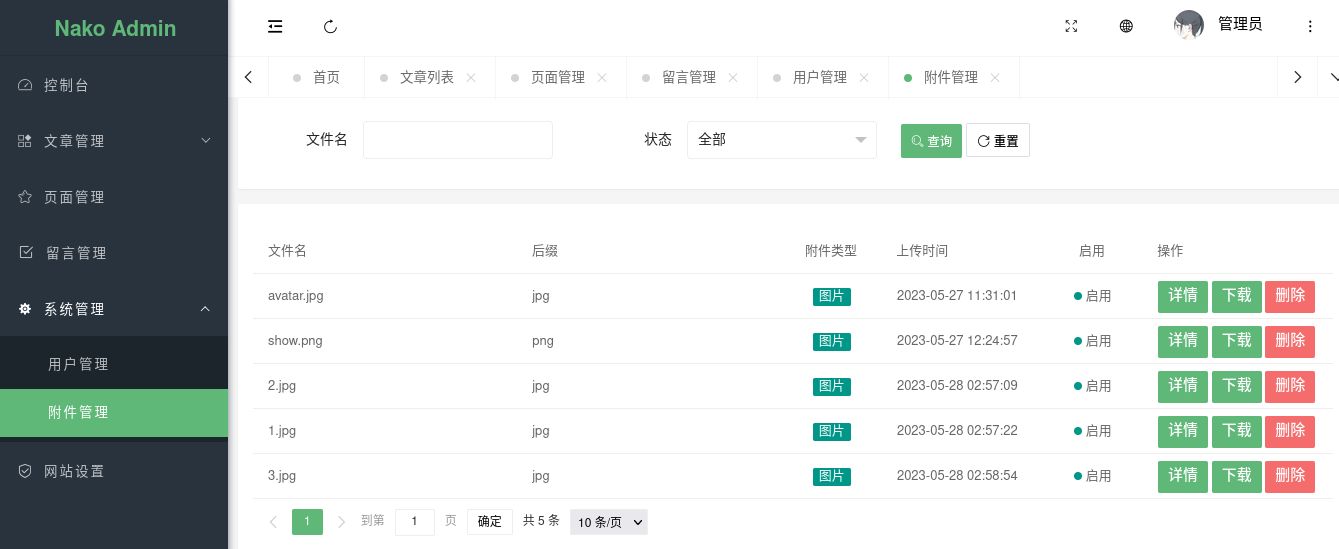 Nako Admin
管理员
控制台
文章管理
页面管理
留言管理
系统管理
用户管理
附件管理
网站设置
首页 文章列表 页面管理 留言管理 用户管理 附件管理
文件名 状态 全部 查询 重置
文件名 后缀 附件类型 上传时间 启用 操作
avatar.jpg jpg 图片 2023-05-27 11:31:01 启用 详情 下载 删除
show.png png 图片 2023-05-27 12:24:57 启用 详情 下载 删除
2.jpg jpg 图片 2023-05-28 02:57:09 启用 详情 下载 删除
1.jpg jpg 图片 2023-05-28 02:57:22 启用 详情 下载 删除
3.jpg jpg 图片 2023-05-28 02:58:54 启用 详情 下载 删除
1 到第 1 页 确定 共 5 条 10 条/页